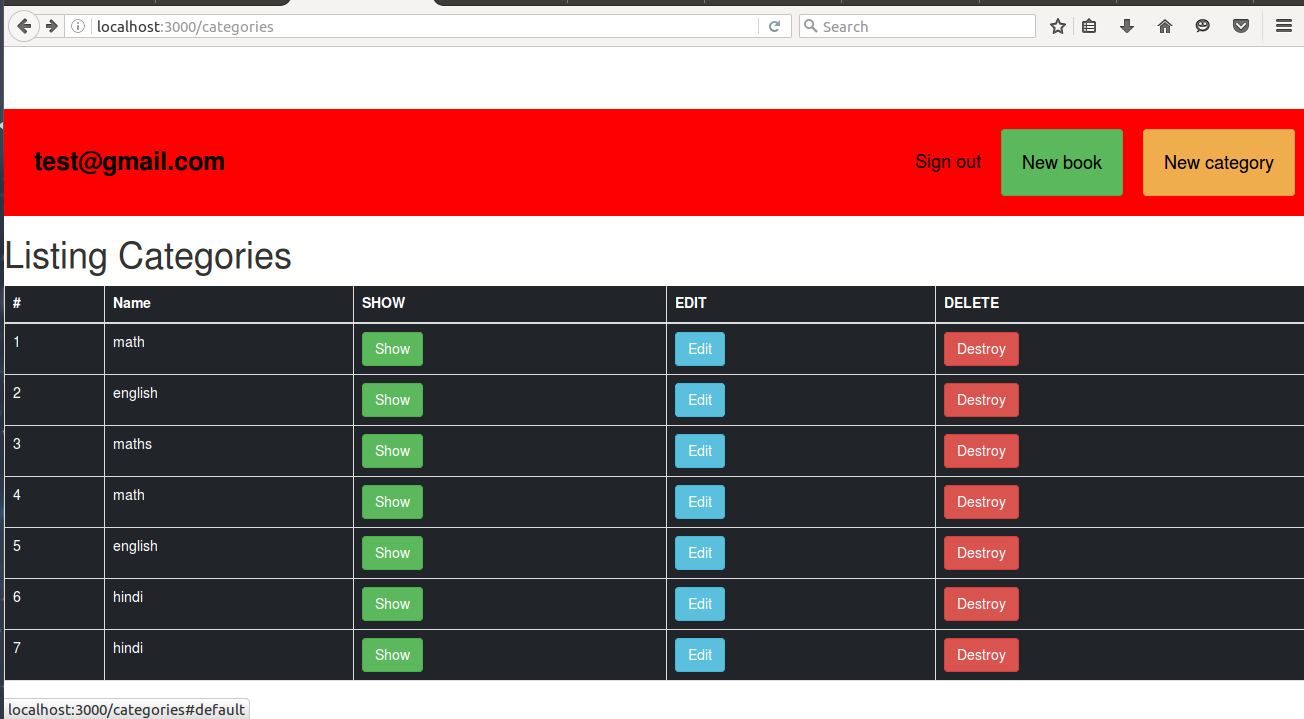 localhost:3000/categories
Search
test@gmail.com Sign out New book New category
Listing Categories
# Name SHOW EDIT DELETE
1 math Show Edit Destroy
2 english Show Edit Destroy
3 maths Show Edit Destroy
4 math Show Edit Destroy
5 english Show Edit Destroy
6 hindi Show Edit Destroy
7 hindi Show Edit Destroy
localhost:3000/categories#default